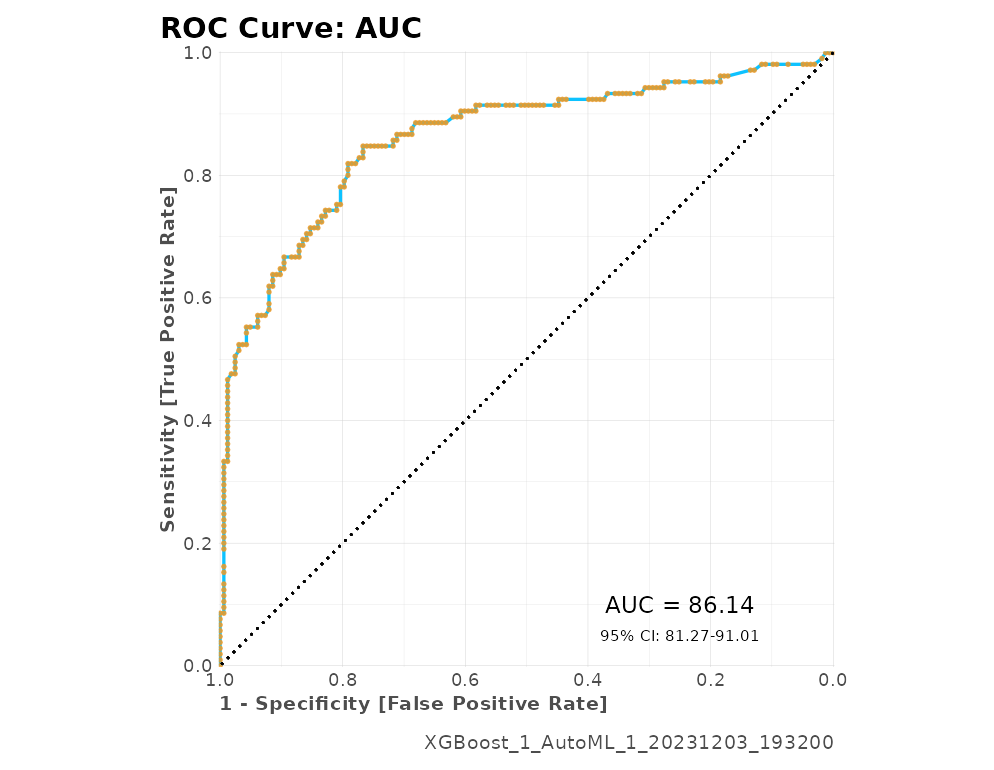 ROC Curve: AUC
Sensitivity [True Positive Rate]
1.0
0.8
0.6
0.4
0.2
0.0
AUC = 86.14
95% CI: 81.27-91.01
1.0 0.8 0.6 0.4 0.2 0.0
1 - Specificity [False Positive Rate]
XGBoost_1_AutoML_1_20231203_193200